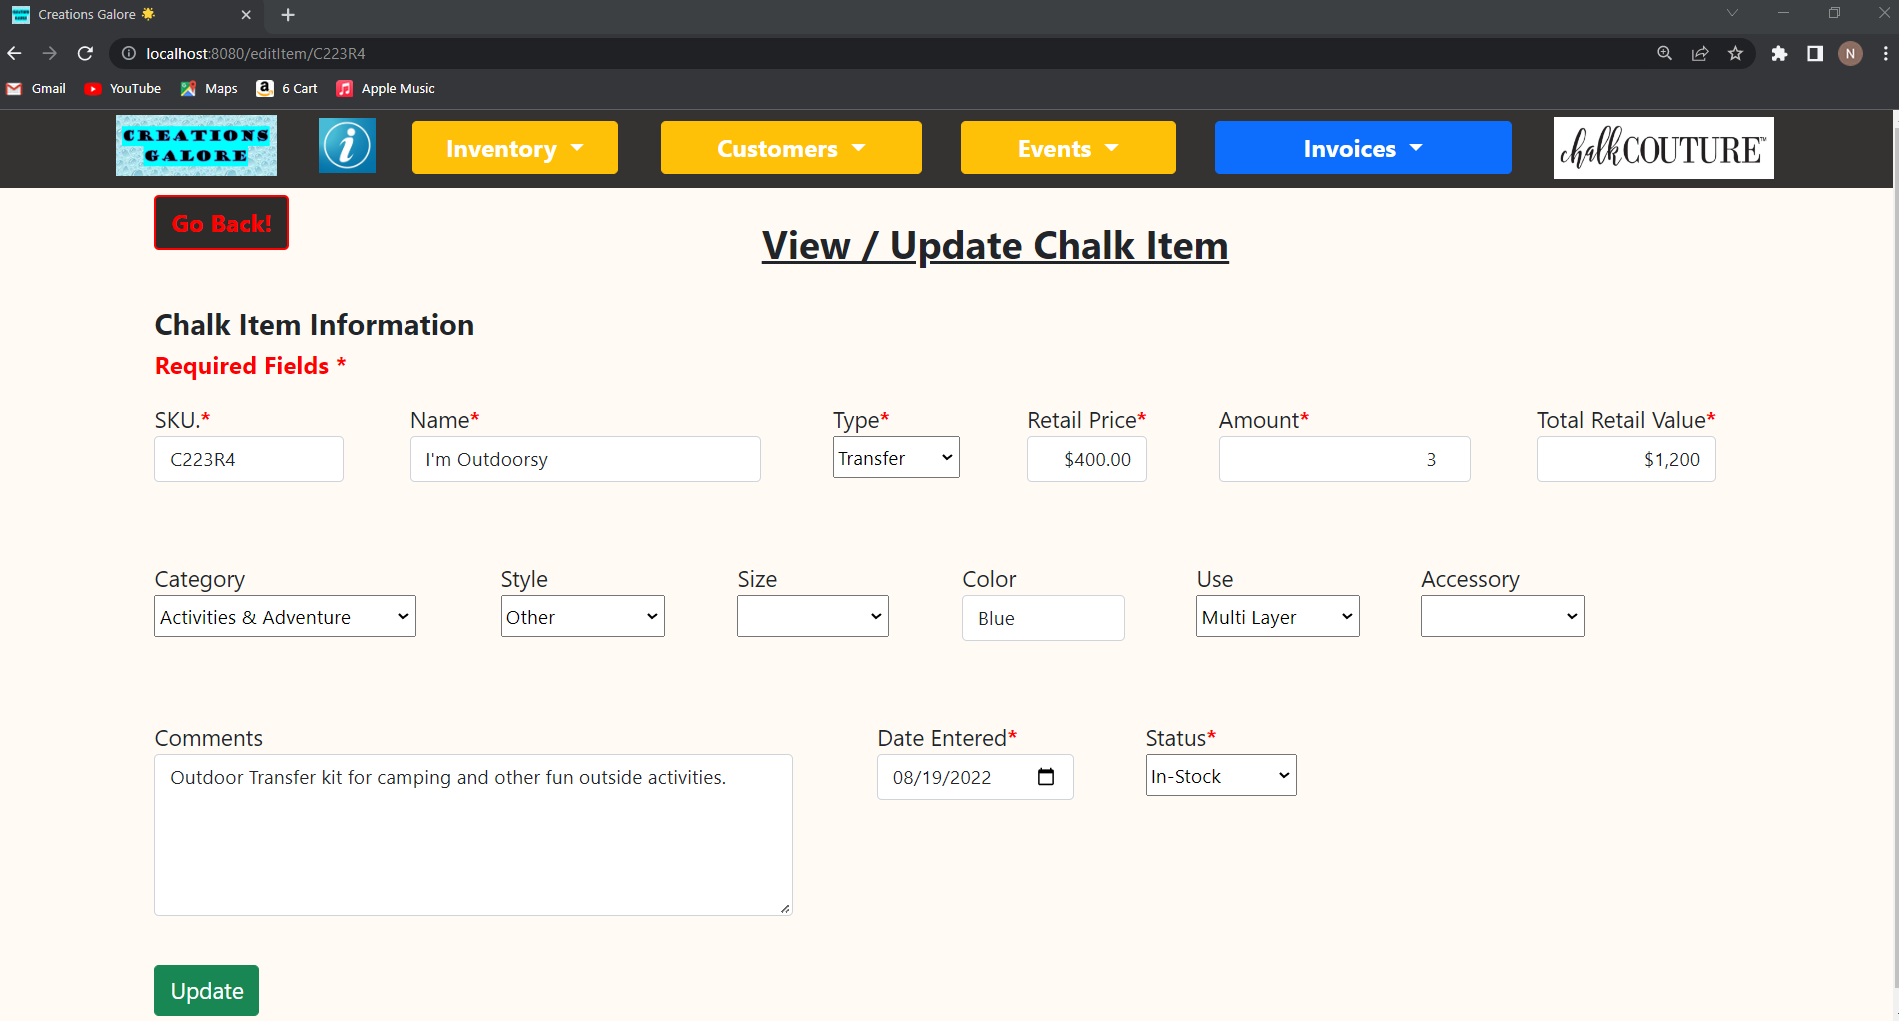 Creations Galore
localhost:8080/editItem/C223R4
N
Gmail
YouTube
Maps
6 Cart
Apple Music
CREATIONS
GALORE
i
Inventory
Customers
Events
Invoices
chalkCOUTURE™
Go Back!
View / Update Chalk Item
Chalk Item Information
Required Fields *
SKU.* Name* Type* Retail Price* Amount* Total Retail Value*
C223R4 I'm Outdoorsy Transfer $400.00 3 $1,200
Category Style Size Color Use Accessory
Activities & Adventure Other Blue Multi Layer
Comments Date Entered* Status*
Outdoor Transfer kit for camping and other fun outside activities. 08/19/2022 In-Stock
Update